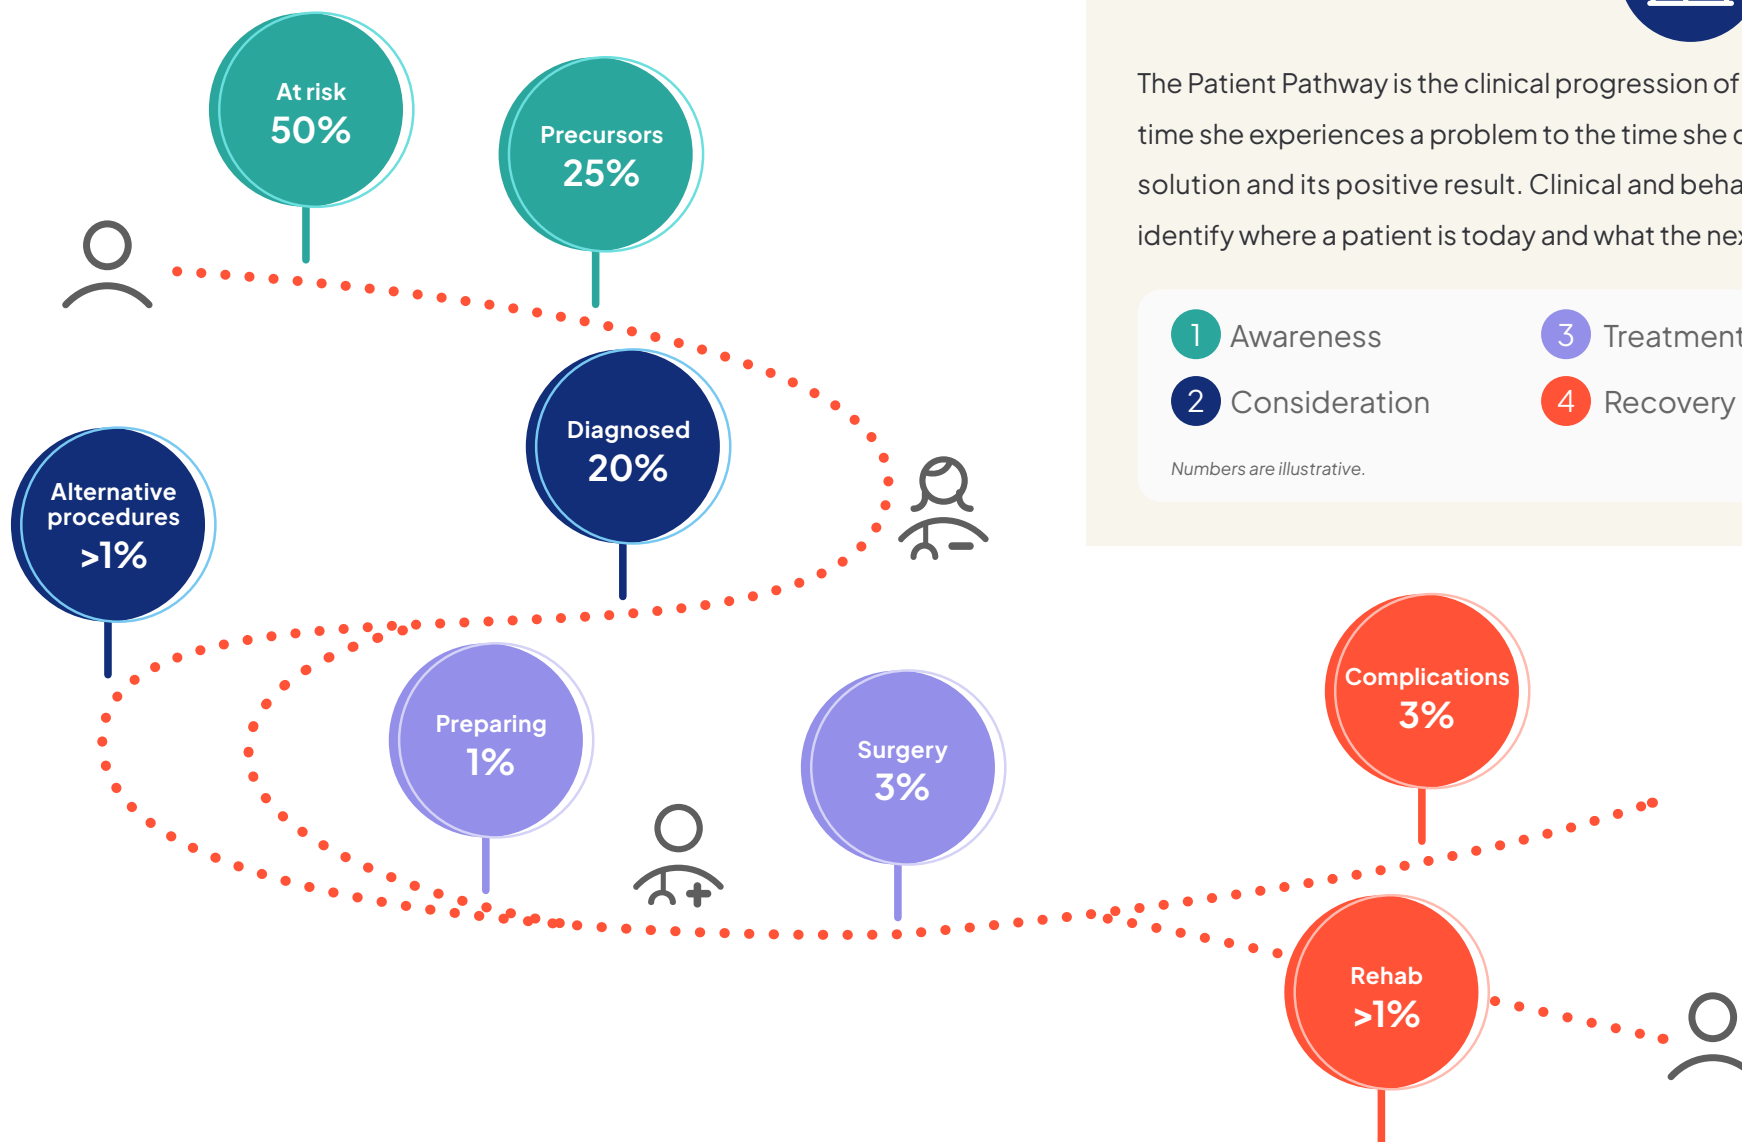 At risk
50%
Precursors
25%
Diagnosed
20%
Alternative
procedures
>1%
Preparing
1%
Surgery
3%
The Patient Pathway is the clinical progression of
time she experiences a problem to the time she
solution and its positive result. Clinical and
identify where a patient is today and what the
1 Awareness
3 Treatment
2 Consideration
4 Recovery
Numbers are illustrative.
Complications
3%
Rehab
>1%